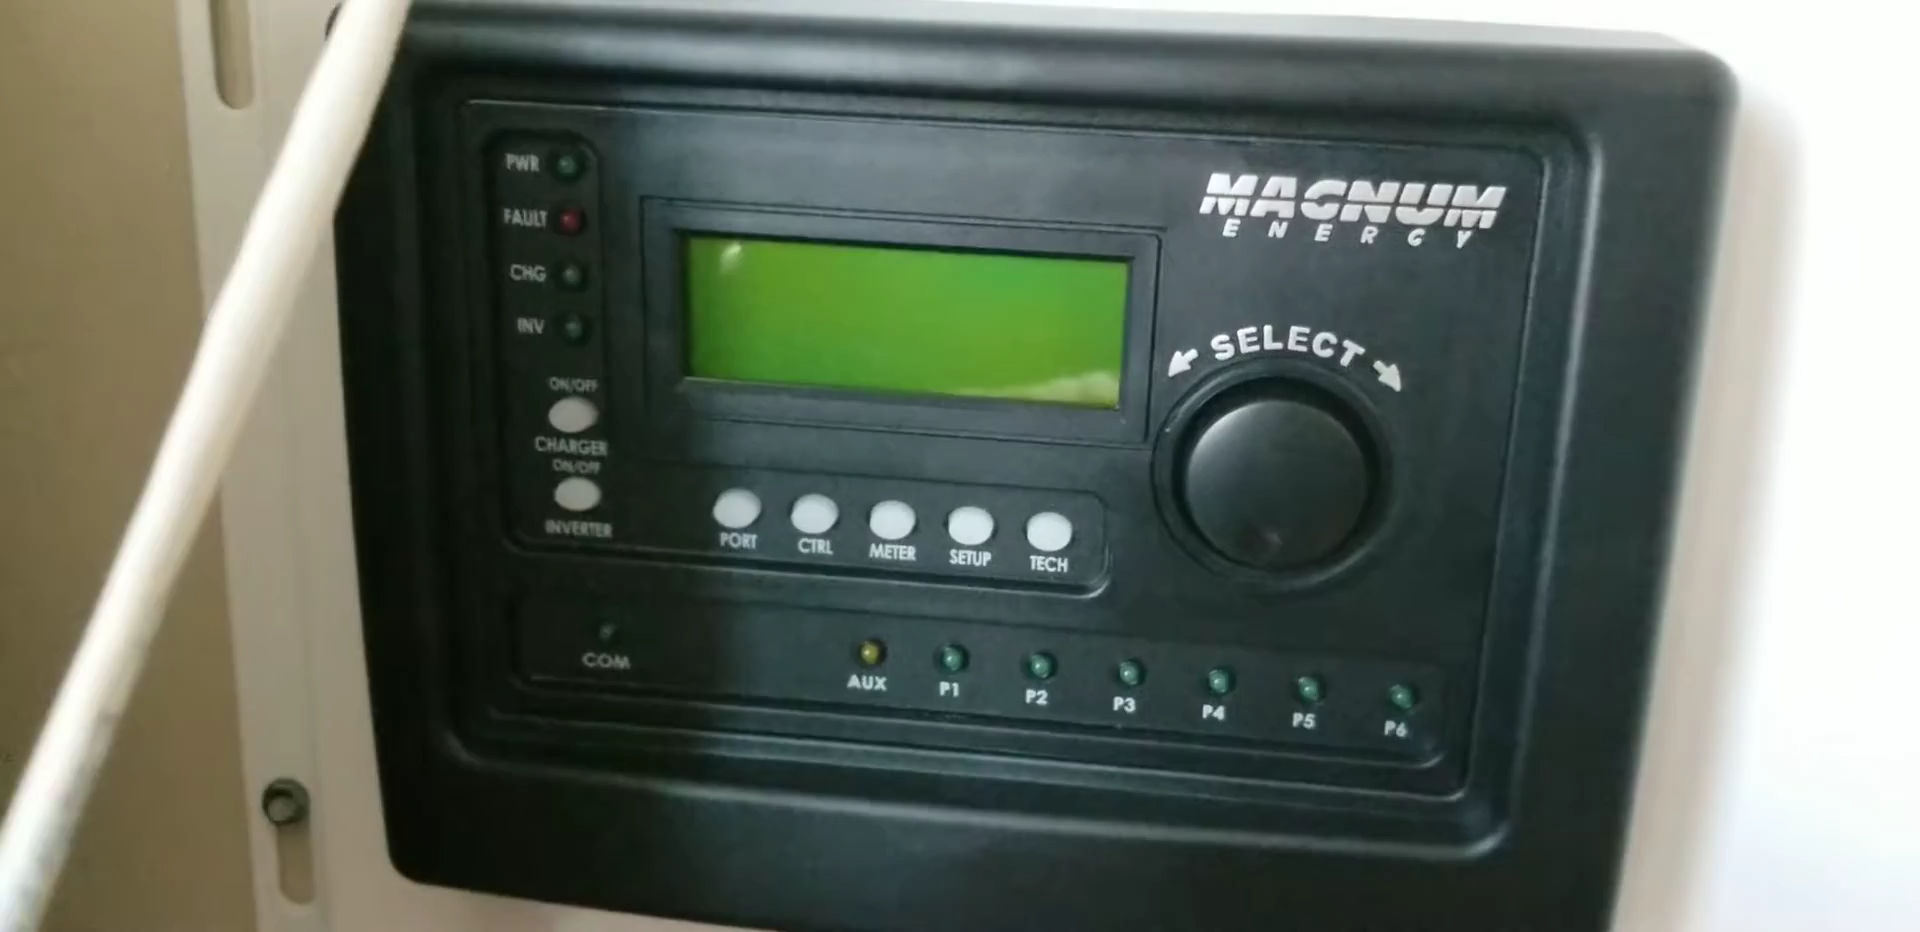 PWR
FAULT
CHG
INV
ON/OFF
CHARGER
ON/OFF
INVERTER
MAGNUM
ENERGY
SELECT
PORT
CTRL
METER
SETUP
TECH
COM
AUX
P1
P2
P3
P4
P5
P6